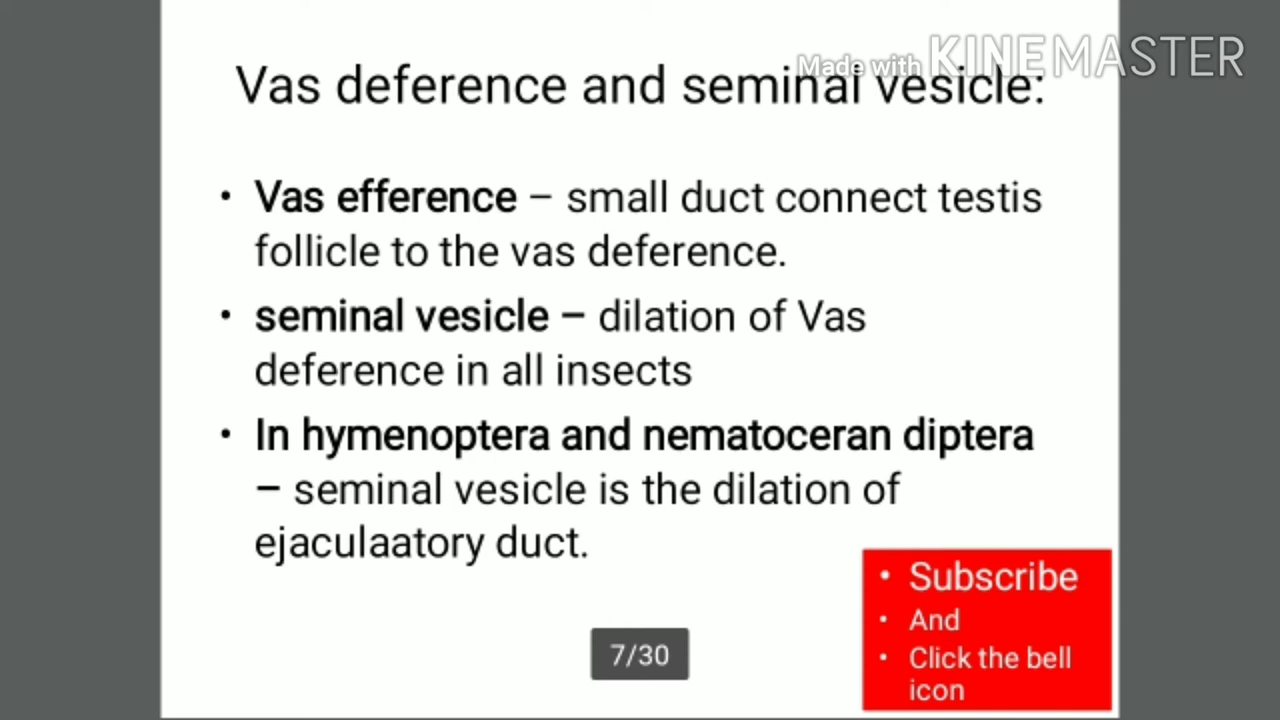 Made with KINEMASTER
Vas deference and seminal vesicle:
• Vas efference – small duct connect testis
follicle to the vas deference.
• seminal vesicle – dilation of Vas
deference in all insects
• In hymenoptera and nematoceran diptera
– seminal vesicle is the dilation of
ejaculaatory duct.
• Subscribe
• And
• Click the bell
icon
7/30